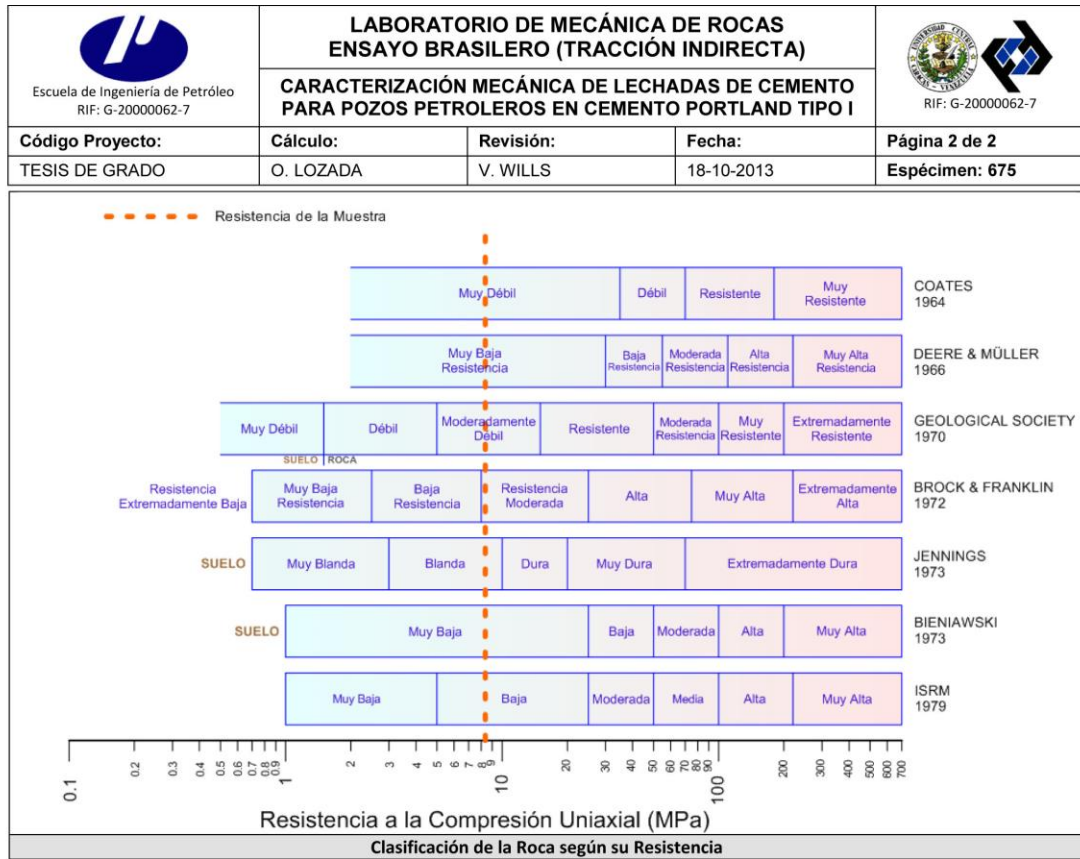 LABORATORIO DE MECÁNICA DE ROCAS
ENSAYO BRASILERO (TRACCIÓN INDIRECTA)
Escuela de Ingeniería de Petróleo
RIF: G-20000062-7
CARACTERIZACIÓN MECÁNICA DE LECHADAS DE CEMENTO
PARA POZOS PETROLEROS EN CEMENTO PORTLAND TIPO I
RIF: G-20000062-7
Código Proyecto: Cálculo: Revisión: Fecha: Página 2 de 2
TESIS DE GRADO O. LOZADA V. WILLS 18-10-2013 Espécimen: 675
Resistencia de la Muestra
Muy Débil Débil Resistente Muy
Resistente
COATES
1964
Muy Baja
Resistencia
Baja
Resistencia
Moderada
Resistencia
Alta
Resistencia
Muy Alta
Resistencia
DEERE & MÜLLER
1966
Muy Débil Débil Moderadamente
Débil
Resistente
Moderada
Resistencia
Muy
Resistente
Extremadamente
Resistente
GEOLOGICAL SOCIETY
1970
SUELO ROCA
Resistencia
Extremadamente Baja
Muy Baja
Resistencia
Baja
Resistencia
Resistencia
Moderada
Alta
Muy Alta
Extremadamente
Alta
BROCK & FRANKLIN
1972
SUELO Muy Blanda Blanda Dura Muy Dura Extremadamente Dura
JENNINGS
1973
SUELO Muy Baja Baja Moderada Alta Muy Alta
BIENIAWSKI
1973
Muy Baja Baja Moderada Media Alta Muy Alta
ISRM
1979
0.1 0.2 0.3 0.4 0.5 0.6 0.7 0.8 0.9 1 2 3 4 5 6 7 8 9 10 20 30 40 50 60 70 80 90 100 200 300 400 500 600 700
Resistencia a la Compresión Uniaxial (MPa)
Clasificación de la Roca según su Resistencia